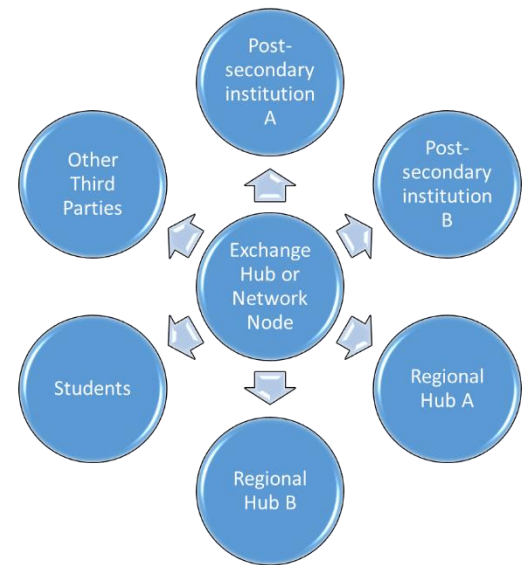 Post-
secondary
institution
A
Other
Third
Parties
Post-
secondary
institution
B
Exchange
Hub or
Network
Node
Students
Regional
Hub A
Regional
Hub B